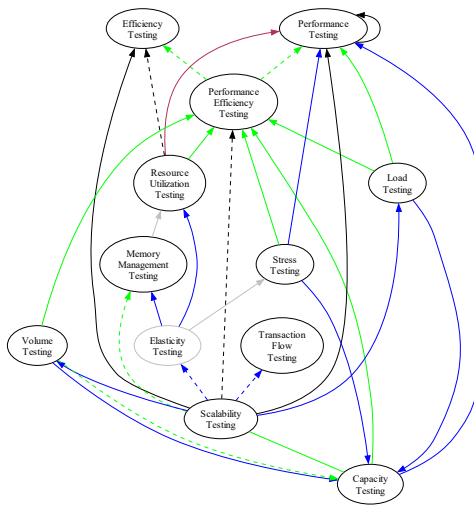 Efficiency
Testing
Performance
Testing
Performance
Efficiency
Testing
Resource
Utilization
Testing
Load
Testing
Memory
Management
Testing
Stress
Testing
Volume
Testing
Elasticity
Testing
Transaction
Flow
Testing
Scalability
Testing
Capacity
Testing